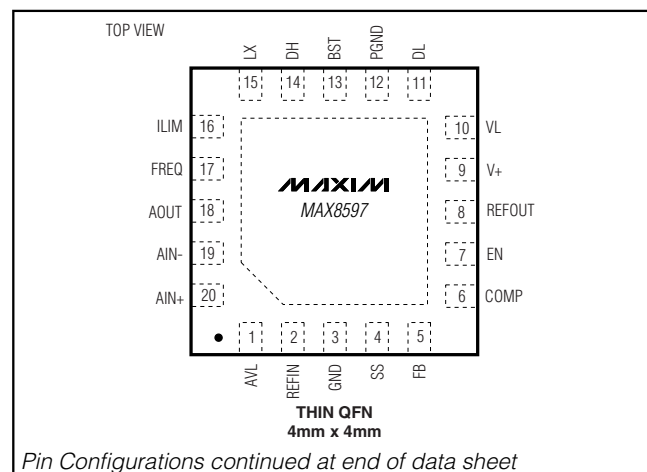 TOP VIEW
LX DH BST PGND DL
15 14 13 12 11
ILIM 16
10 VL
FREQ 17
9 V+
AOUT 18
8 REFOUT
AIN- 19
7 EN
AIN+ 20
6 COMP
MAXIM
MAX8597
1 2 3 4 5
AVL REFIN GND SS FB
THIN QFN
4mm x 4mm
Pin Configurations continued at end of data sheet